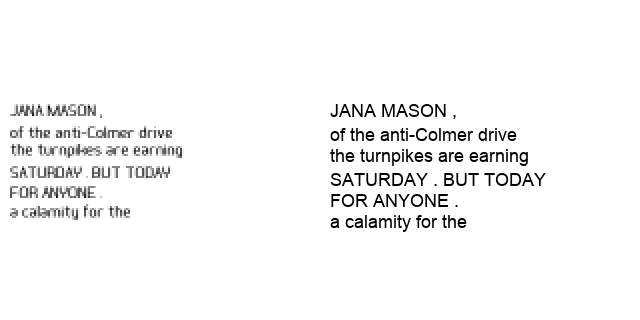 JANA MASON ,
of the anti-Colmer drive
the turnpikes are earning
SATURDAY . BUT TODAY
FOR ANYONE .
a calamity for the
JANA MASON ,
of the anti-Colmer drive
the turnpikes are earning
SATURDAY . BUT TODAY
FOR ANYONE .
a calamity for the